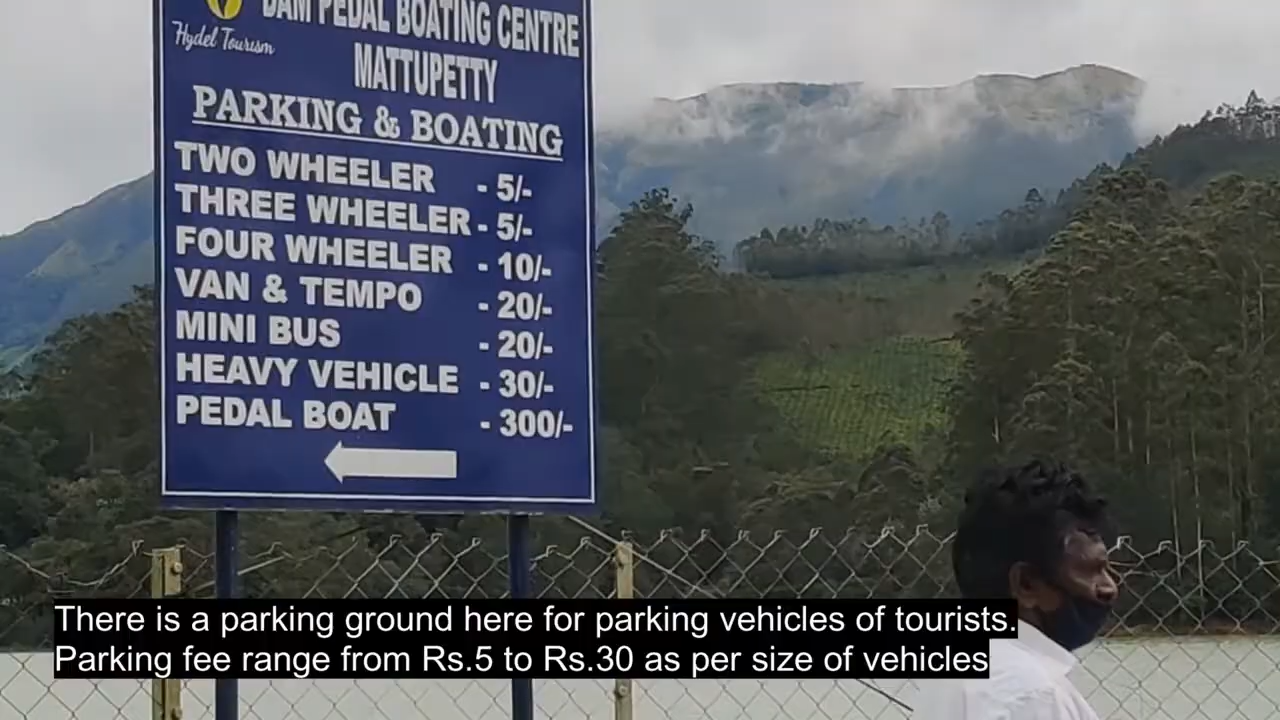 DAM PEDAL BOATING CENTRE
Hydel Tourism
MATTUPETTY
PARKING & BOATING
TWO WHEELER - 5/-
THREE WHEELER - 5/-
FOUR WHEELER - 10/-
VAN & TEMPO - 20/-
MINI BUS - 20/-
HEAVY VEHICLE - 30/-
PEDAL BOAT - 300/-
There is a parking ground here for parking vehicles of tourists.
Parking fee range from Rs.5 to Rs.30 as per size of vehicles